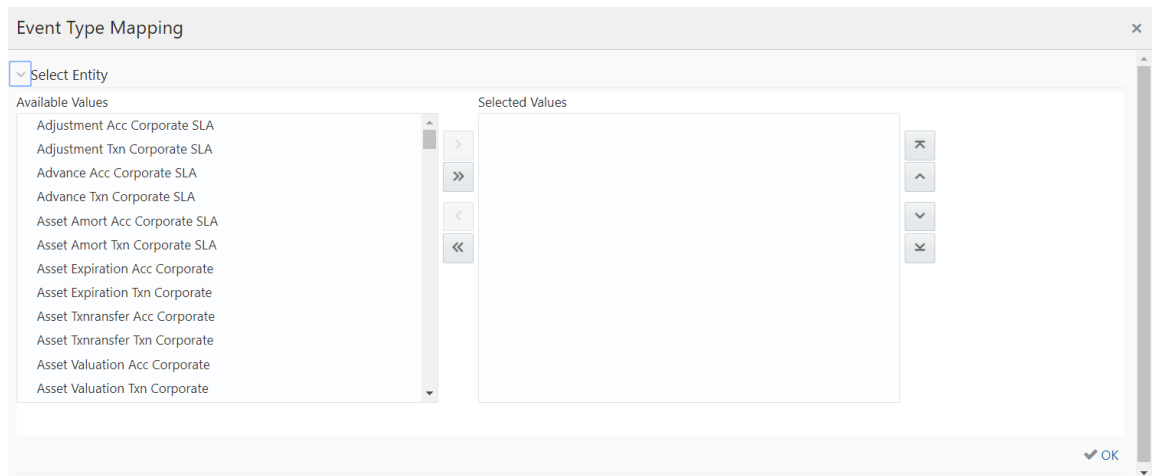 Event Type Mapping
Select Entity
Available Values
Selected Values
Adjustment Acc Corporate SLA
Adjustment Txn Corporate SLA
Advance Acc Corporate SLA
Advance Txn Corporate SLA
Asset Amort Acc Corporate SLA
Asset Amort Txn Corporate SLA
Asset Expiration Acc Corporate
Asset Expiration Txn Corporate
Asset Txnransfer Acc Corporate
Asset Txnransfer Txn Corporate
Asset Valuation Acc Corporate
Asset Valuation Txn Corporate
OK